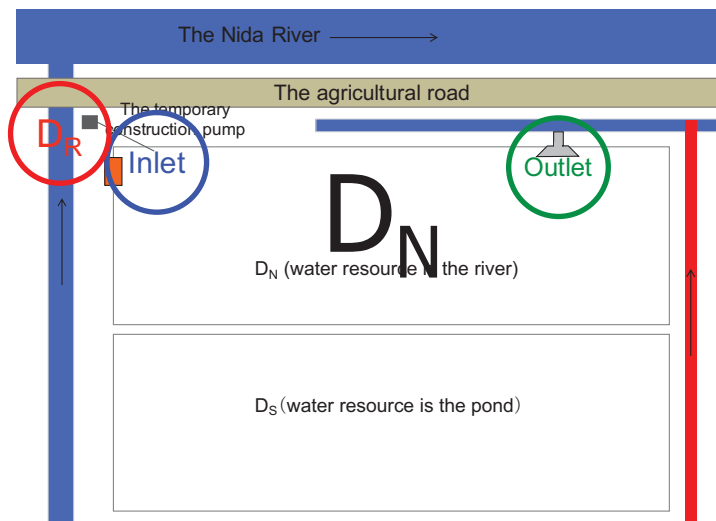 The Nida River
The agricultural road
The temporary
construction pump
DR
Inlet
Outlet
DN
DN (water resource is the river)
DS(water resource is the pond)